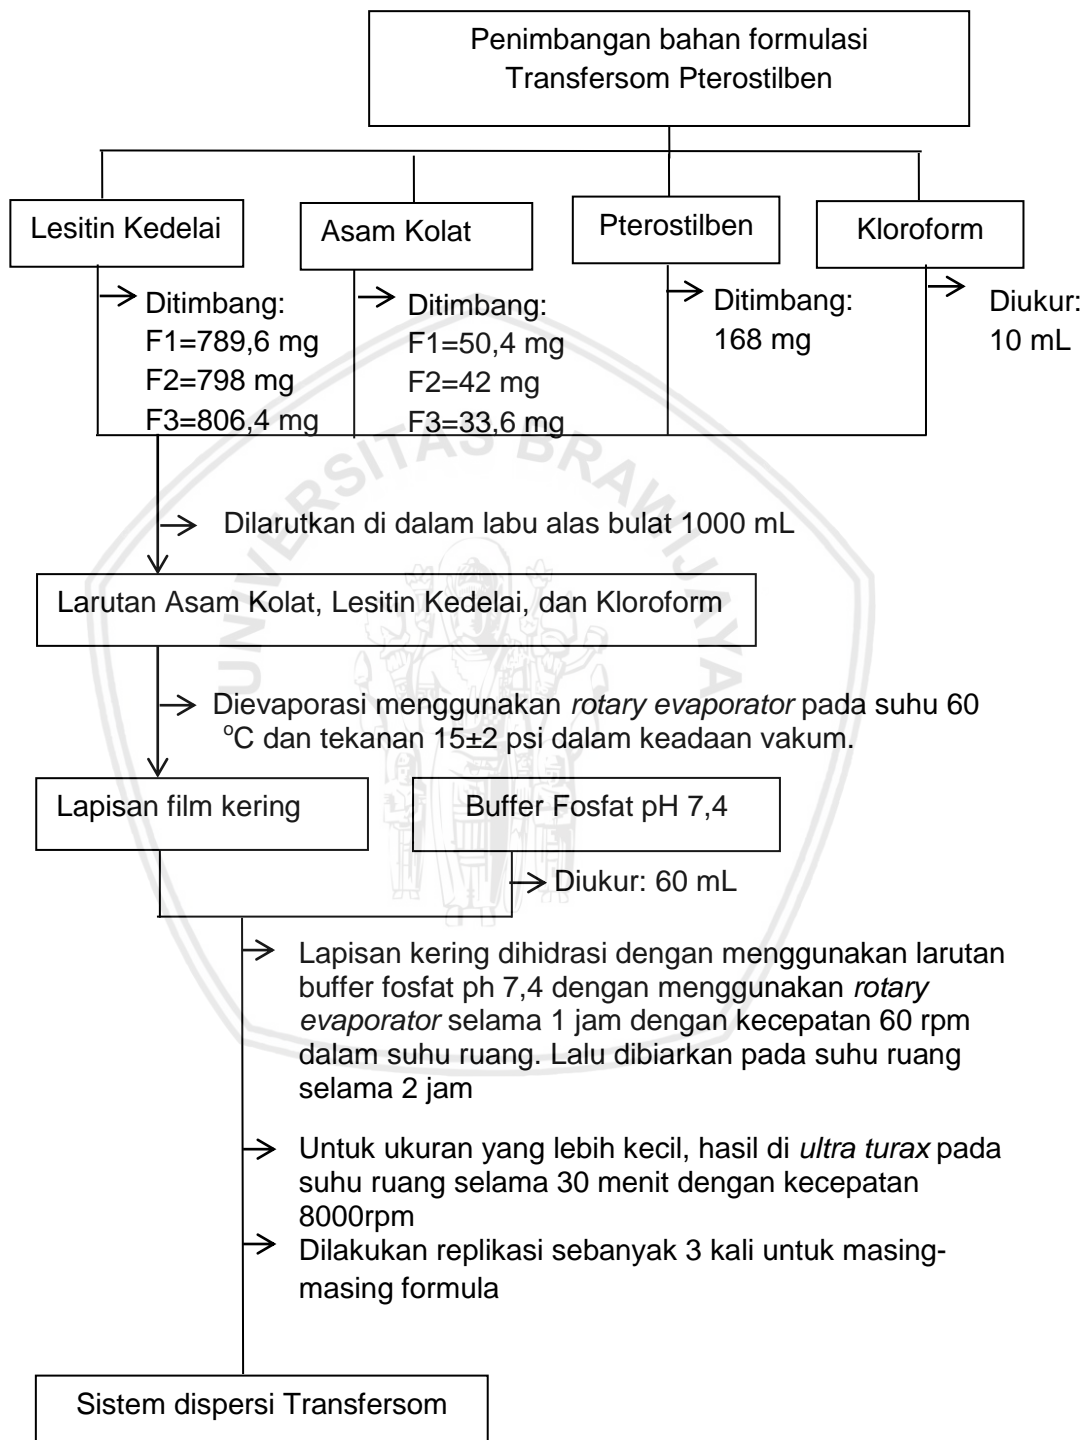 Penimbangan bahan formulasi
Transfersom Pterostilben
Lesitin Kedelai
Asam Kolat
Pterostilben
Kloroform
Ditimbang:
F1=789,6 mg
F2=798 mg
F3=806,4 mg
Ditimbang:
F1=50,4 mg
F2=42 mg
F3=33,6 mg
Ditimbang:
168 mg
Diukur:
10 mL
UNIVERSITAS BRAWIJAYA
Dilarutkan di dalam labu alas bulat 1000 mL
Larutan Asam Kolat, Lesitin Kedelai, dan Kloroform
Dievaporasi menggunakan rotary evaporator pada suhu 60
°C dan tekanan 15±2 psi dalam keadaan vakum.
Lapisan film kering
Buffer Fosfat pH 7,4
Diukur: 60 mL
Lapisan kering dihidrasi dengan menggunakan larutan
buffer fosfat ph 7,4 dengan menggunakan rotary
evaporator selama 1 jam dengan kecepatan 60 rpm
dalam suhu ruang. Lalu dibiarkan pada suhu ruang
selama 2 jam
Untuk ukuran yang lebih kecil, hasil di ultra turax pada
suhu ruang selama 30 menit dengan kecepatan
8000rpm
Dilakukan replikasi sebanyak 3 kali untuk masing-
masing formula
Sistem dispersi Transfersom